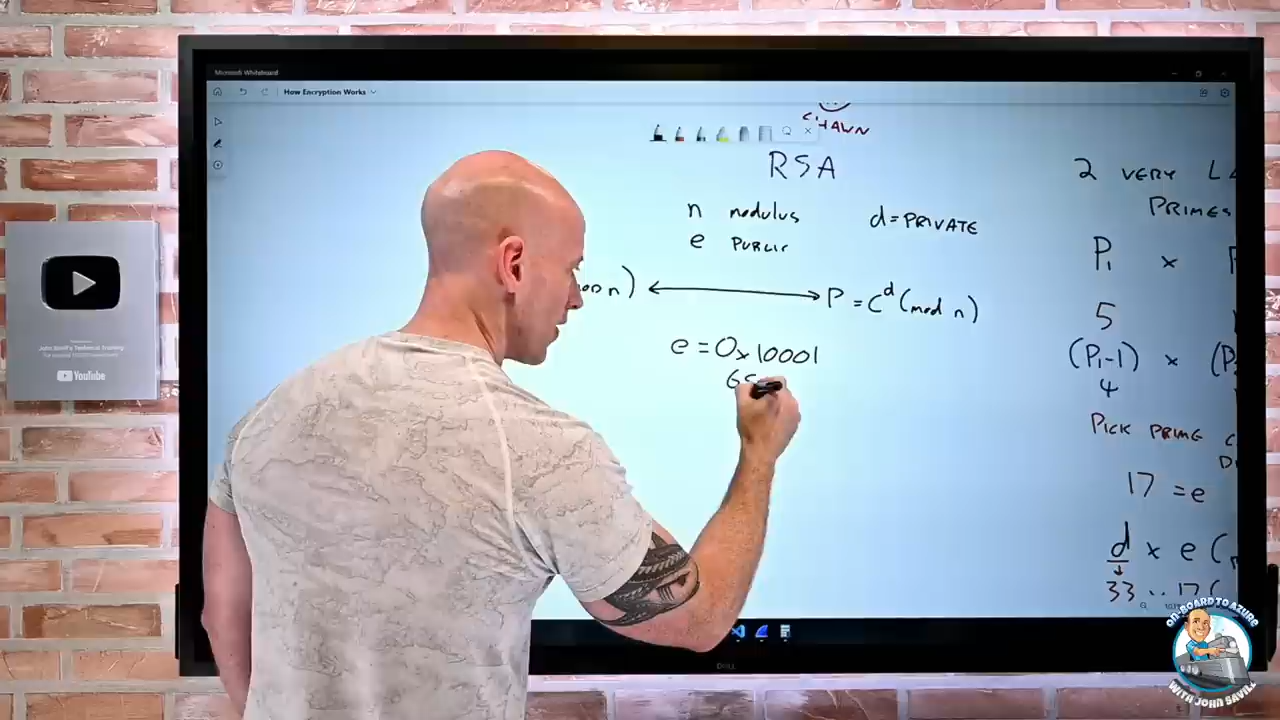 Microsoft Whiteboard
How Encryption Works
SHAWN
RSA
n modulus
e PUBLIC
d=PRIVATE
n)
P = C^d (mod n)
e = 0x10001
65
2 VERY L
PRIMES
P1 x
5
(P1-1) x (P
4
PICK PRIME
17 = e
d x e (
33 .. 17 (
DELL
John Savill's Technical Training
YouTube
ON-BOARD TO AZURE
WITH JOHN SAVILL